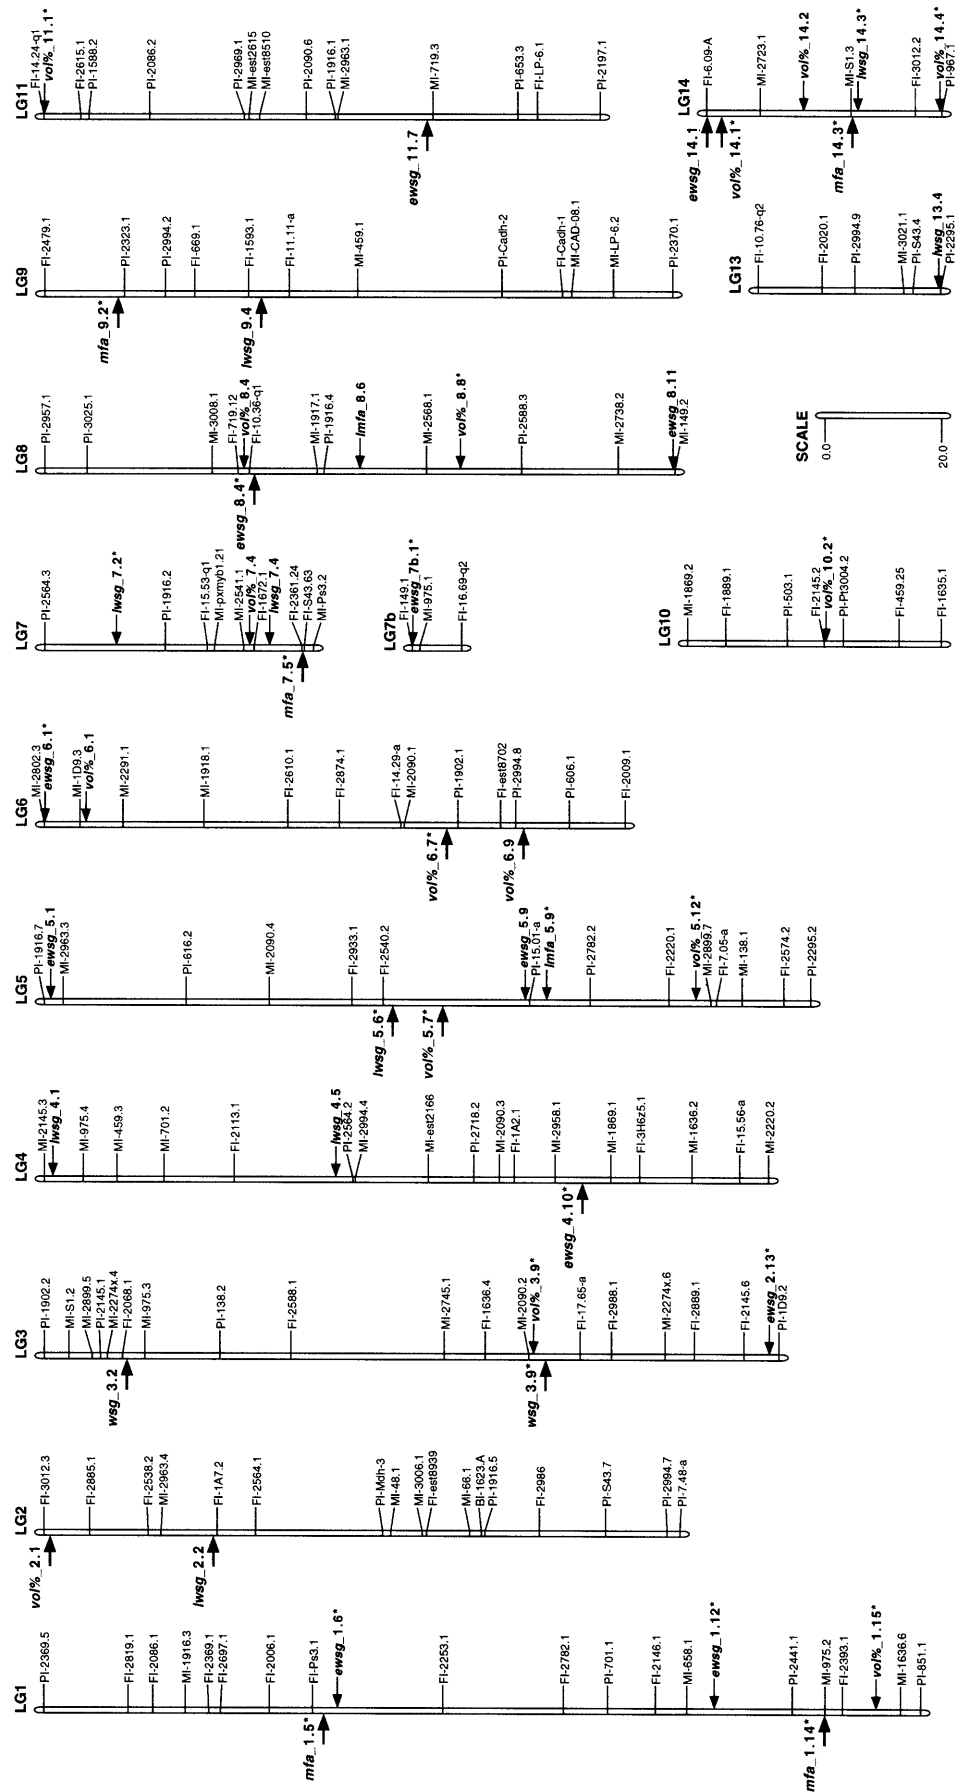 LG1
PI-2369.5
FI-2819.1
FI-2086.1
MI-1916.3
FI-2369.1
FI-2697.1
FI-2006.1
FI-Ps3.1
mfa_1.5*
ewsg_1.6*
FI-2253.1
FI-2782.1
PI-701.1
FI-2146.1
MI-658.1
ewsg_1.12*
PI-2441.1
MI-975.2
mfa_1.14*
FI-2393.1
vol%_1.15*
MI-1636.6
PI-851.1
LG2
FI-3012.3
vol%_2.1
FI-2885.1
FI-2538.2
MI-2963.4
FI-1A7.2
lwsg_2.2
FI-2564.1
PI-Mdh-3
MI-48.1
MI-3006.1
FI-est8939
MI-66.1
BI-1623.A
PI-1916.5
FI-2986
PI-S43.7
PI-2994.7
PI-7.48-a
LG3
PI-1902.2
MI-S1.2
MI-2899.5
PI-2145.1
MI-2274x.4
FI-2068.1
wsg_3.2
MI-975.3
PI-138.2
FI-2588.1
MI-2745.1
FI-1636.4
MI-2090.2
vol%_3.9*
wsg_3.9*
FI-17.65-a
FI-2988.1
MI-2274x.6
FI-2889.1
FI-2145.6
ewsg_2.13*
PI-1D9.2
LG4
MI-2145.3
lwsg_4.1
MI-975.4
MI-459.3
MI-701.2
FI-2113.1
lwsg_4.5
PI-2564.2
MI-2994.4
MI-est2166
PI-2718.2
MI-2090.3
FI-1A2.1
MI-2958.1
ewsg_4.10*
MI-1869.1
FI-3H6z5.1
MI-1636.2
FI-15.56-a
MI-2220.2
LG5
PI-1916.7
ewsg_5.1
MI-2963.3
PI-616.2
MI-2090.4
FI-2933.1
FI-2540.2
lwsg_5.6*
vol%_5.7*
ewsg_5.9
PI-15.01-a
lmfa_5.9*
PI-2782.2
FI-2220.1
vol%_5.12*
MI-2899.7
FI-7.05-a
MI-138.1
FI-2574.2
PI-2295.2
LG6
MI-2802.3
ewsg_6.1*
MI-1D9.3
vol%_6.1
MI-2291.1
MI-1918.1
FI-2610.1
FI-2874.1
FI-14.29-a
MI-2090.1
vol%_6.7*
PI-1902.1
FI-est8702
PI-2994.8
vol%_6.9
PI-606.1
FI-2009.1
LG7
PI-2564.3
lwsg_7.2*
PI-1916.2
FI-15.53-q1
MI-pxmyb1.21
MI-2541.1
vol%_7.4
FI-1672.1
lwsg_7.4
FI-2361.24
FI-S43.63
mfa_7.5*
MI-Ps3.2
LG7b
FI-149.1
ewsg_7b.1*
MI-975.1
FI-16.69-q2
LG8
PI-2957.1
PI-3025.1
MI-3008.1
FI-719.12
vol%_8.4
FI-10.36-q1
ewsg_8.4*
MI-1917.1
PI-1916.4
lmfa_8.6
MI-2568.1
vol%_8.8*
PI-2588.3
MI-2738.2
ewsg_8.11
MI-149.2
LG9
FI-2479.1
mfa_9.2*
PI-2323.1
PI-2994.2
FI-669.1
FI-1593.1
lwsg_9.4
FI-11.11-a
MI-459.1
PI-Cadh-2
FI-Cadh-1
MI-CAD-08.1
MI-LP-6.2
PI-2370.1
LG11
FI-14.24-q1
vol%_11.1*
FI-2615.1
PI-1588.2
PI-2086.2
PI-2969.1
MI-est2615
MI-est8510
PI-2090.6
PI-1916.1
MI-2963.1
ewsg_11.7
MI-719.3
PI-653.3
FI-LP-6.1
PI-2197.1
LG10
MI-1869.2
FI-1889.1
PI-503.1
FI-2145.2
vol%_10.2*
PI-Pt3004.2
FI-459.25
FI-1635.1
SCALE
0.0
20.0
LG13
FI-10.76-q2
FI-2020.1
PI-2994.9
MI-3021.1
PI-S43.4
lwsg_13.4
PI-2295.1
LG14
FI-6.09-A
ewsg_14.1
vol%_14.1*
MI-2723.1
vol%_14.2
MI-S1.3
lwsg_14.3*
mfa_14.3*
FI-3012.2
vol%_14.4*
PI-967.1